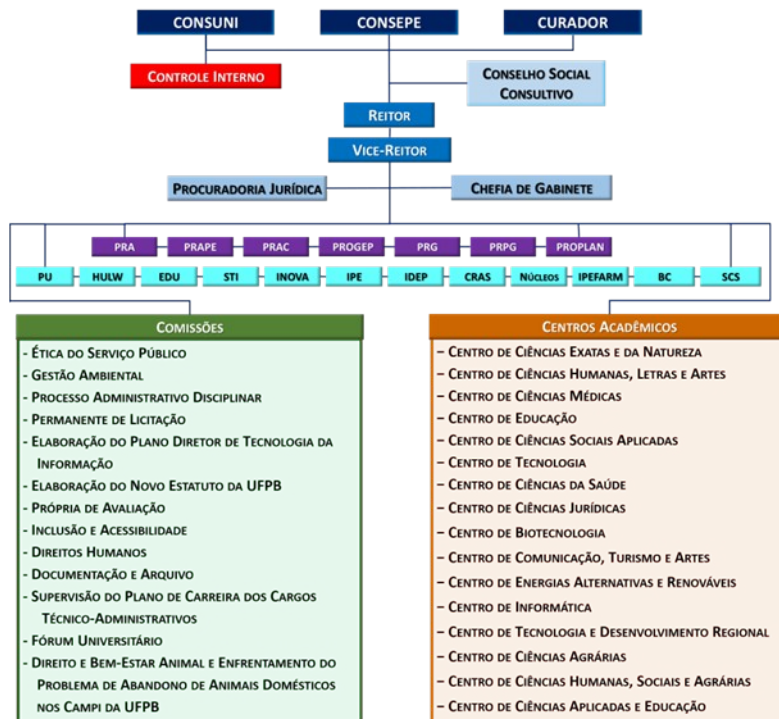 CONSUNI
CONSEPE
CURADOR
CONTROLE INTERNO
CONSELHO SOCIAL
CONSULTIVO
REITOR
VICE-REITOR
PROCURADORIA JURÍDICA
CHEFIA DE GABINETE
PRA
PRAPE
PRAC
PROGEP
PRG
PRPG
PROPLAN
PU
HULW
EDU
STI
INOVA
IPE
IDEP
CRAS
NÚCLEOS
IPEFARM
BC
SCS
COMISSÕES
- ÉTICA DO SERVIÇO PÚBLICO
- GESTÃO AMBIENTAL
- PROCESSO ADMINISTRATIVO DISCIPLINAR
- PERMANENTE DE LICITAÇÃO
- ELABORAÇÃO DO PLANO DIRETOR DE TECNOLOGIA DA
INFORMAÇÃO
- ELABORAÇÃO DO NOVO ESTATUTO DA UFPB
- PRÓPRIA DE AVALIAÇÃO
- INCLUSÃO E ACESSIBILIDADE
- DIREITOS HUMANOS
- DOCUMENTAÇÃO E ARQUIVO
- SUPERVISÃO DO PLANO DE CARREIRA DOS CARGOS
TÉCNICO-ADMINISTRATIVOS
- FÓRUM UNIVERSITÁRIO
- DIREITO E BEM-ESTAR ANIMAL E ENFRENTAMENTO DO
PROBLEMA DE ABANDONO DE ANIMAIS DOMÉSTICOS
NOS CAMPI DA UFPB
CENTROS ACADÊMICOS
– CENTRO DE CIÊNCIAS EXATAS E DA NATUREZA
– CENTRO DE CIÊNCIAS HUMANAS, LETRAS E ARTES
– CENTRO DE CIÊNCIAS MÉDICAS
– CENTRO DE EDUCAÇÃO
– CENTRO DE CIÊNCIAS SOCIAIS APLICADAS
– CENTRO DE TECNOLOGIA
– CENTRO DE CIÊNCIAS DA SAÚDE
– CENTRO DE CIÊNCIAS JURÍDICAS
– CENTRO DE BIOTECNOLOGIA
– CENTRO DE COMUNICAÇÃO, TURISMO E ARTES
– CENTRO DE ENERGIAS ALTERNATIVAS E RENOVÁVEIS
– CENTRO DE INFORMÁTICA
– CENTRO DE TECNOLOGIA E DESENVOLVIMENTO REGIONAL
– CENTRO DE CIÊNCIAS AGRÁRIAS
– CENTRO DE CIÊNCIAS HUMANAS, SOCIAIS E AGRÁRIAS
– CENTRO DE CIÊNCIAS APLICADAS E EDUCAÇÃO